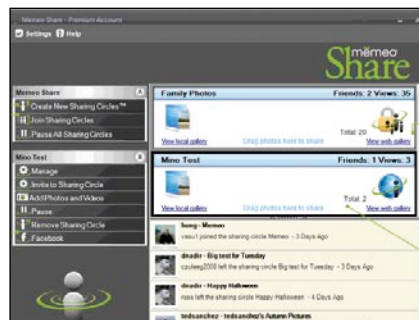 Memeo Share - Premium Account
Settings Help
memeo
Share
Memeo Share
Create New Sharing Circles™
Join Sharing Circles
Pause All Sharing Circles
Mino Test
Manage
Invite to Sharing Circle
Add Photos and Videos
Pause
Remove Sharing Circle
Facebook
Family Photos Friends: 2 Views: 35
Total: 20
View local gallery Drag photos here to share View web gallery
Mino Test Friends: 1 Views: 3
Total: 2
View local gallery Drag photos here to share View web gallery
hong - Memeo
vasu1 joined the sharing circle Memeo - 3 Days Ago
dnadir - Big test for Tuesday
czuleeg2008 left the sharing circle Big test for Tuesday - 3 Days Ago
dnadir - Happy Halloween
ross left the sharing circle Happy Halloween - 4 Days Ago
tedsanchez - tedsanchez's Autumn Pictures